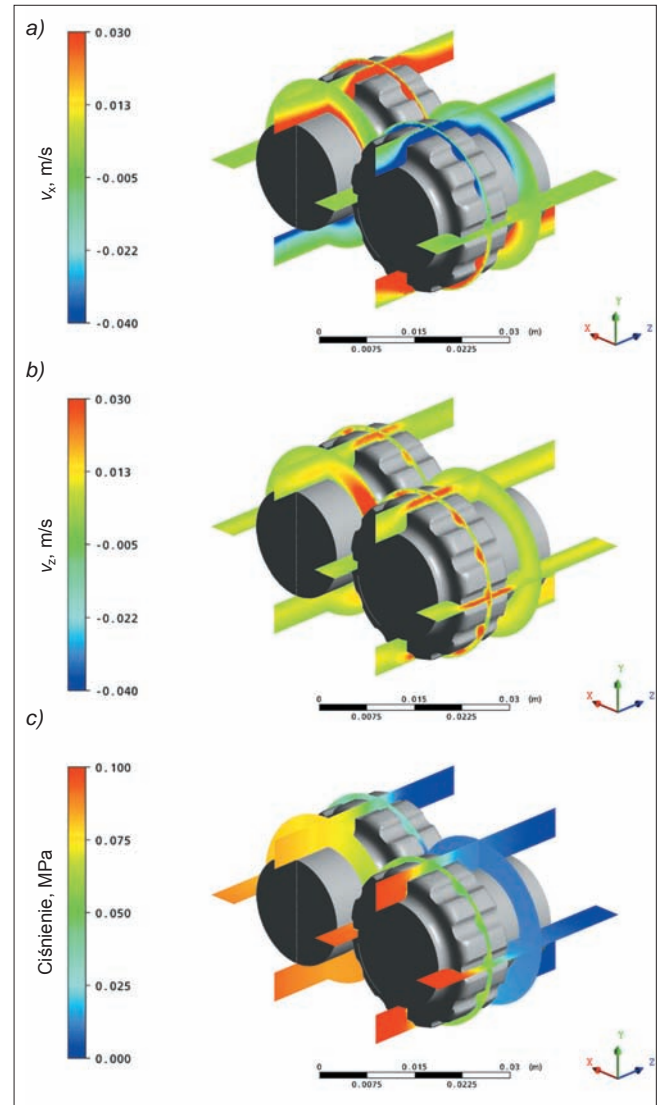 a)
0.030
0.013
-0.005
-0.022
-0.040
vx, m/s
0 0.015 0.03 (m)
0.0075 0.0225
X Y Z
b)
0.030
0.013
-0.005
-0.022
-0.040
vz, m/s
0 0.015 0.03 (m)
0.0075 0.0225
X Y Z
c)
0.100
0.075
0.050
0.025
0.000
Ciśnienie, MPa
0 0.015 0.03 (m)
0.0075 0.0225
X Y Z